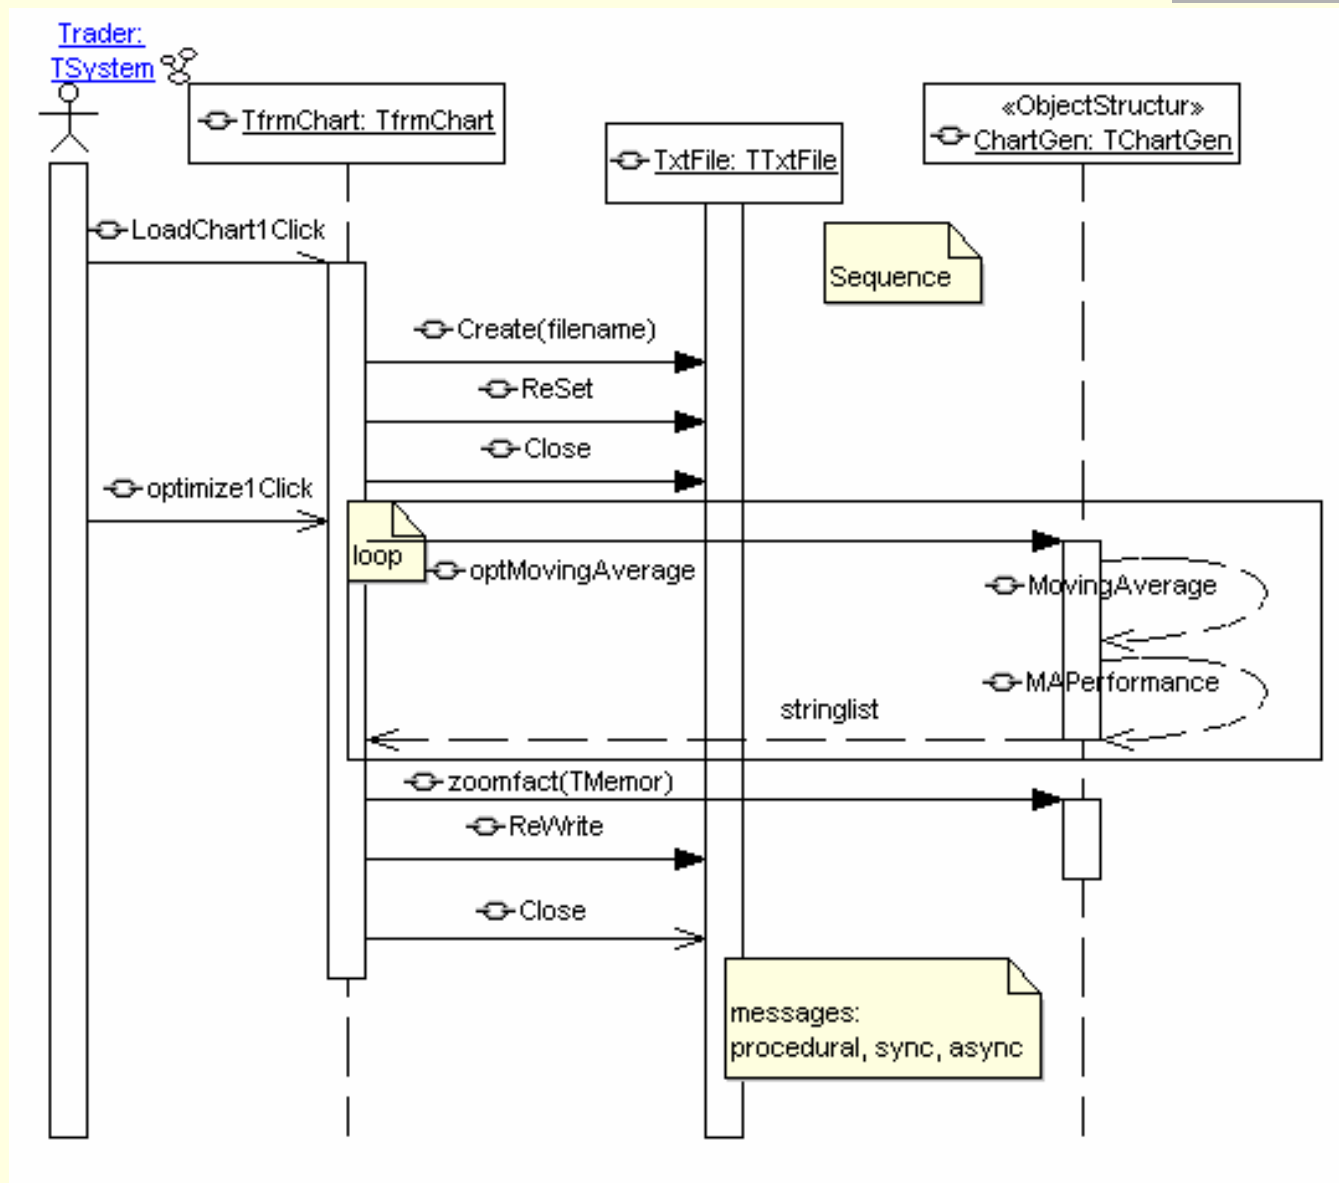 Trader:
TSystem
TfrmChart: TfrmChart
TxtFile: TTxtFile
«ObjectStructur»
ChartGen: TChartGen
LoadChart1Click
Sequence
Create(filename)
ReSet
Close
optimize1Click
loop
optMovingAverage
MovingAverage
MAPerformance
stringlist
zoomfact(TMemor)
ReWrite
Close
messages:
procedural, sync, async